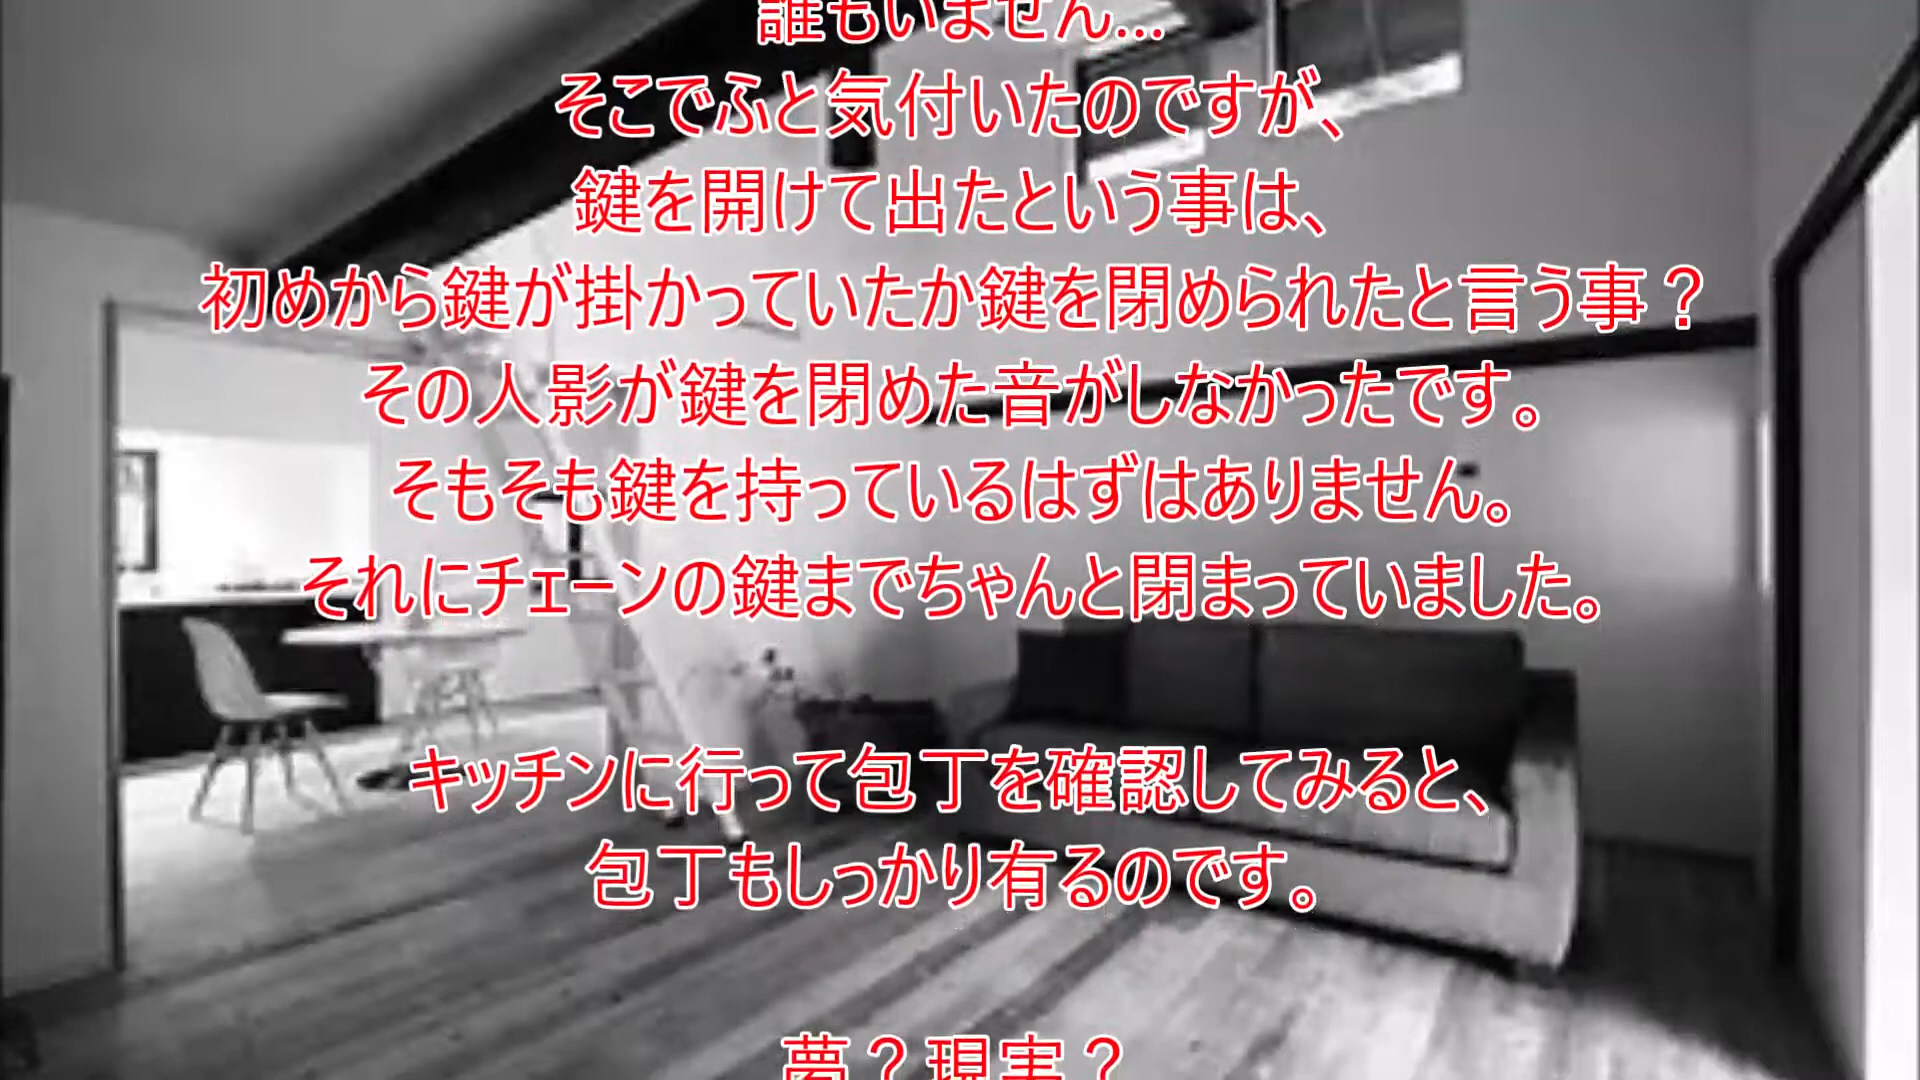 誰もいません...
そこでふと気付いたのですが、
鍵を開けて出たという事は、
初めから鍵が掛かっていたか鍵を閉められたと言う事？
その人影が鍵を閉めた音がしなかったです。
そもそも鍵を持っているはずはありません。
それにチェーンの鍵までちゃんと閉まっていました。
キッチンに行って包丁を確認してみると、
包丁もしっかり有るのです。
夢？現実？